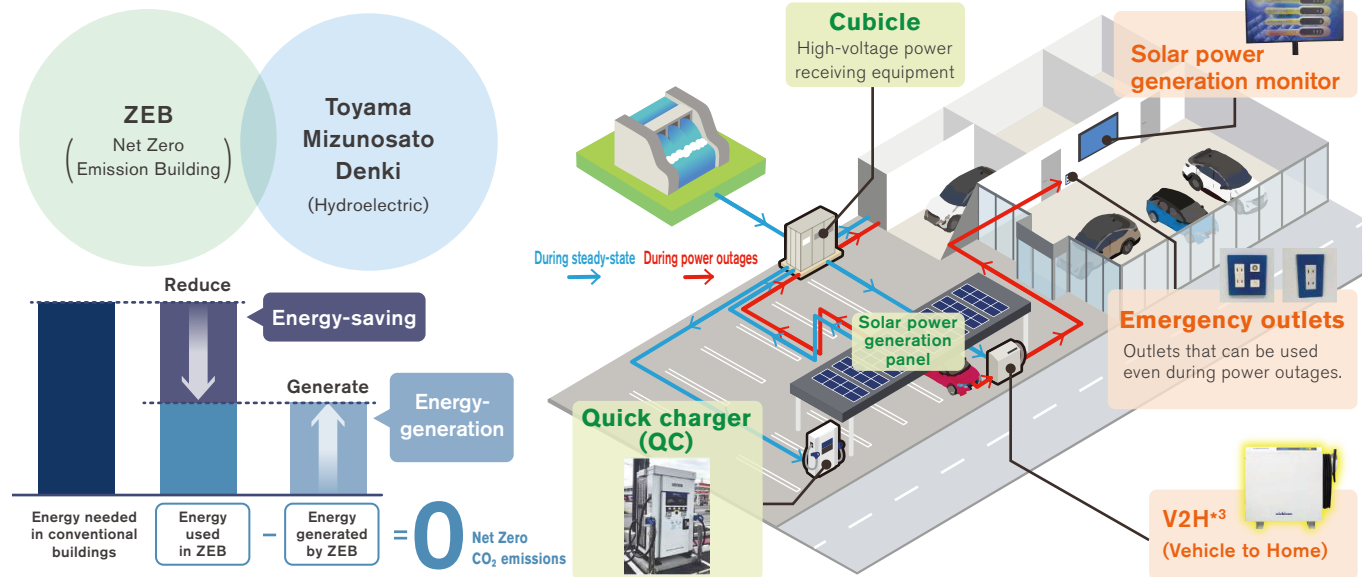 ZEB
(Net Zero
Emission Building)
Toyama
Mizunosato
Denki
(Hydroelectric)
Reduce
Energy-saving
Generate
Energy-
generation
Energy needed
in conventional
buildings
Energy
used
in ZEB
−
Energy
generated
by ZEB
=
0
Net Zero
CO₂ emissions
Cubicle
High-voltage power
receiving equipment
Solar power
generation monitor
During steady-state
During power outages
Solar power
generation
panel
Emergency outlets
Outlets that can be used
even during power outages.
Quick charger
(QC)
V2H*3
(Vehicle to Home)